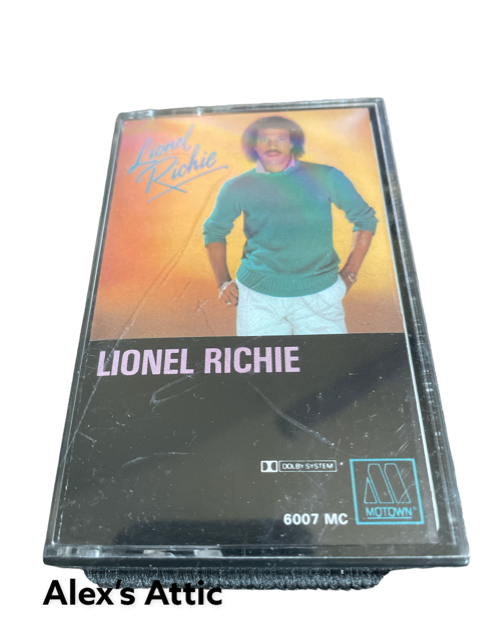 Lionel
Richie
LIONEL RICHIE
DOLBY SYSTEM
MOTOWN
6007 MC
Alex's Attic